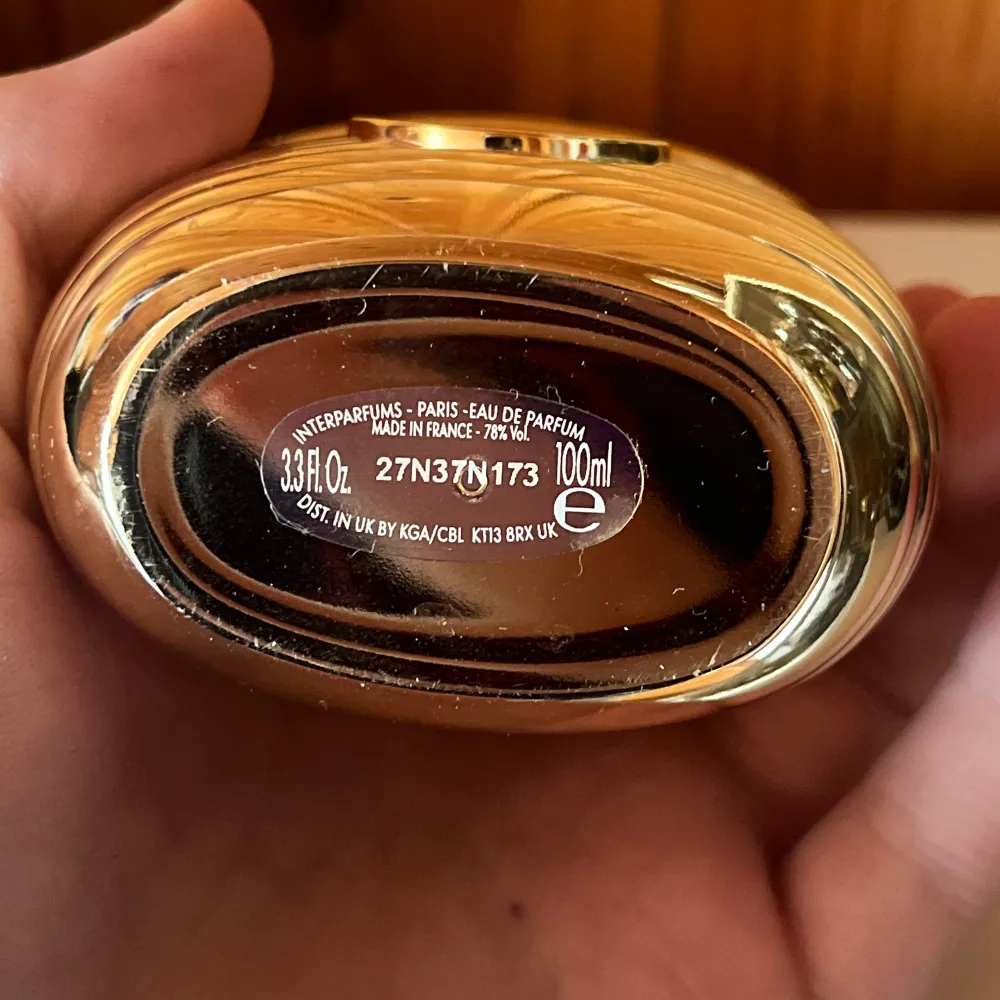 INTERPARFUMS - PARIS -EAU DE PARFUM
MADE IN FRANCE - 78% Vol.
3.3 Fl. Oz. 27N37N173 100ml
e
DIST. IN UK BY KGA/CBL KT13 8RX UK